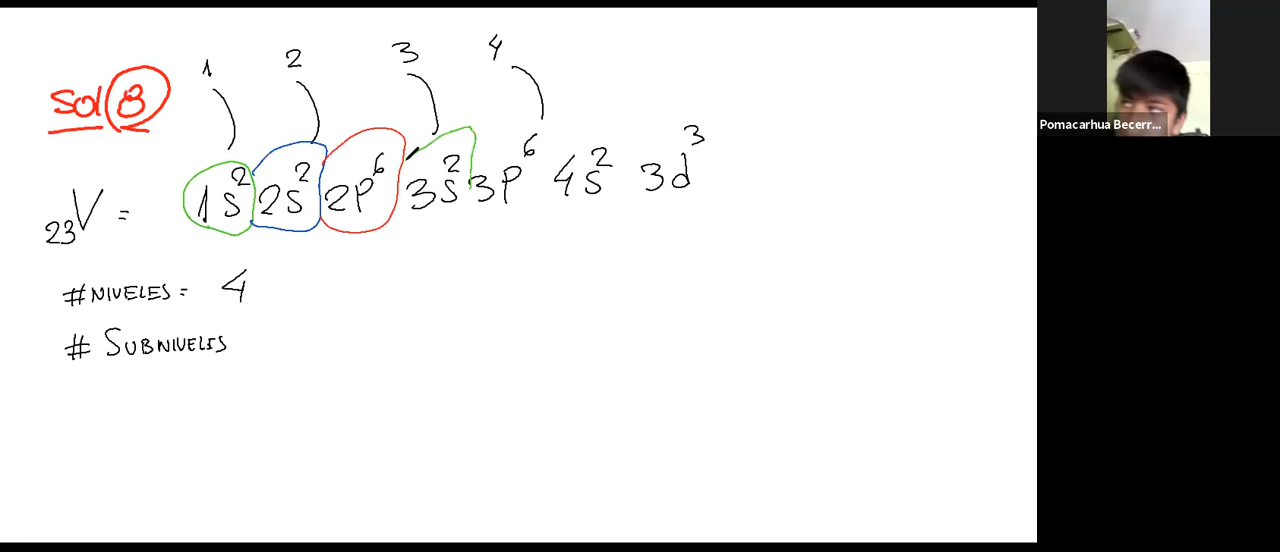 1 2 3 4
Sol 8
₂₃V = 1s² 2s² 2p⁶ 3s² 3p⁶ 4s² 3d³
#NIVELES = 4
# SUBNIVELES
Pomacarhua Becerr...